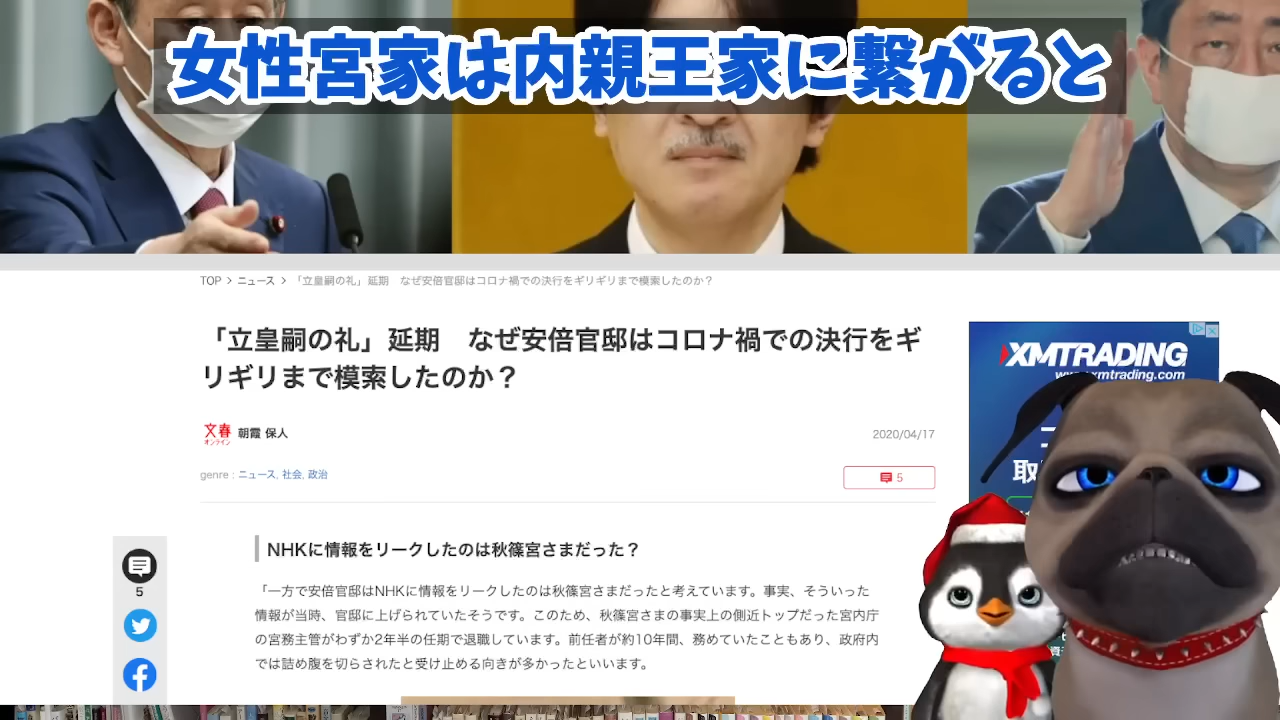 女性宮家は内親王家に繋がると
TOP > ニュース > 「立皇嗣の礼」延期　なぜ安倍官邸はコロナ禍での決行をギリギリまで模索したのか？
「立皇嗣の礼」延期　なぜ安倍官邸はコロナ禍での決行をギ
リギリまで模索したのか？
文春
オンライン
朝霞 保人
2020/04/17
genre : ニュース, 社会, 政治
5
XMTRADING
www.xmtrading.com
取
NHKに情報をリークしたのは秋篠宮さまだった？
5
「一方で安倍官邸はNHKに情報をリークしたのは秋篠宮さまだったと考えています。事実、そういった
情報が当時、官邸に上げられていたそうです。このため、秋篠宮さまの事実上の側近トップだった宮内庁
の宮務主管がわずか2年半の任期で退職しています。前任者が約10年間、務めていたこともあり、政府内
では詰め腹を切らされたと受け止める向きが多かったといいます。